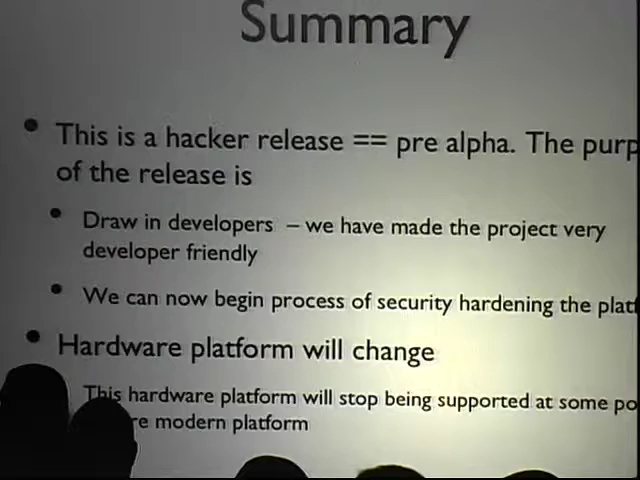 Summary
This is a hacker release == pre alpha. The purp
of the release is
Draw in developers – we have made the project very
developer friendly
We can now begin process of security hardening the plat
Hardware platform will change
This hardware platform will stop being supported at some po
re modern platform